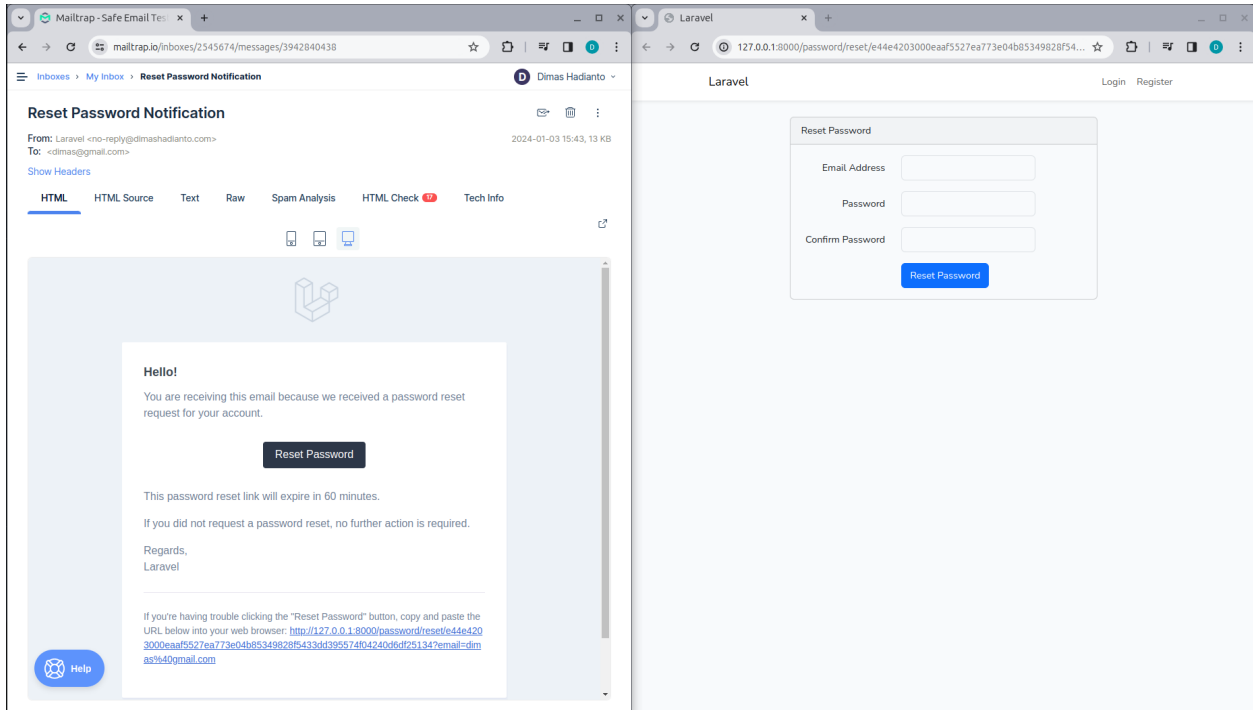 Mailtrap - Safe Email Tes
mailtrap.io/inboxes/2545674/messages/3942840438
Inboxes › My Inbox › Reset Password Notification
D Dimas Hadianto
Reset Password Notification
From: Laravel <no-reply@dimashadianto.com>
2024-01-03 15:43, 13 KB
To: <dimas@gmail.com>
Show Headers
HTML HTML Source Text Raw Spam Analysis HTML Check 17 Tech Info
Hello!
You are receiving this email because we received a password reset
request for your account.
Reset Password
This password reset link will expire in 60 minutes.
If you did not request a password reset, no further action is required.
Regards,
Laravel
If you're having trouble clicking the "Reset Password" button, copy and paste the
URL below into your web browser: http://127.0.0.1:8000/password/reset/e44e420
3000eaaf5527ea773e04b85349828f5433dd395574f04240d6df25134?email=dim
as%40gmail.com
Help
Laravel
127.0.0.1:8000/password/reset/e44e4203000eaaf5527ea773e04b85349828f54...
D
Laravel
Login Register
Reset Password
Email Address
Password
Confirm Password
Reset Password